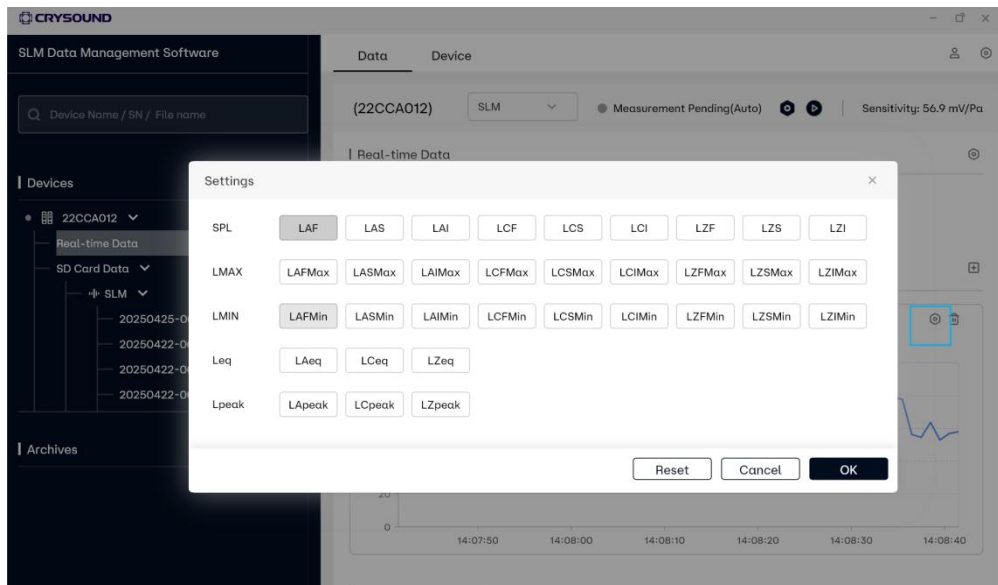 CRYSOUND
SLM Data Management Software
Data Device
Device Name / SN / File name
(22CCA012) SLM Measurement Pending(Auto) Sensitivity: 56.9 mV/Pa
Real-time Data
Devices
22CCA012
Real-time Data
SD Card Data
SLM
20250425-0
20250422-0
20250422-0
20250422-0
Archives
Settings
SPL LAF LAS LAI LCF LCS LCI LZF LZS LZI
LMAX LAFMax LASMax LAIMax LCFMax LCSMax LCIMax LZFMax LZSMax LZIMax
LMIN LAFMin LASMin LAIMin LCFMin LCSMin LCIMin LZFMin LZSMin LZIMin
Leq LAeq LCeq LZeq
Lpeak LApeak LCpeak LZpeak
Reset Cancel OK
20
0
14:07:50 14:08:00 14:08:10 14:08:20 14:08:30 14:08:40